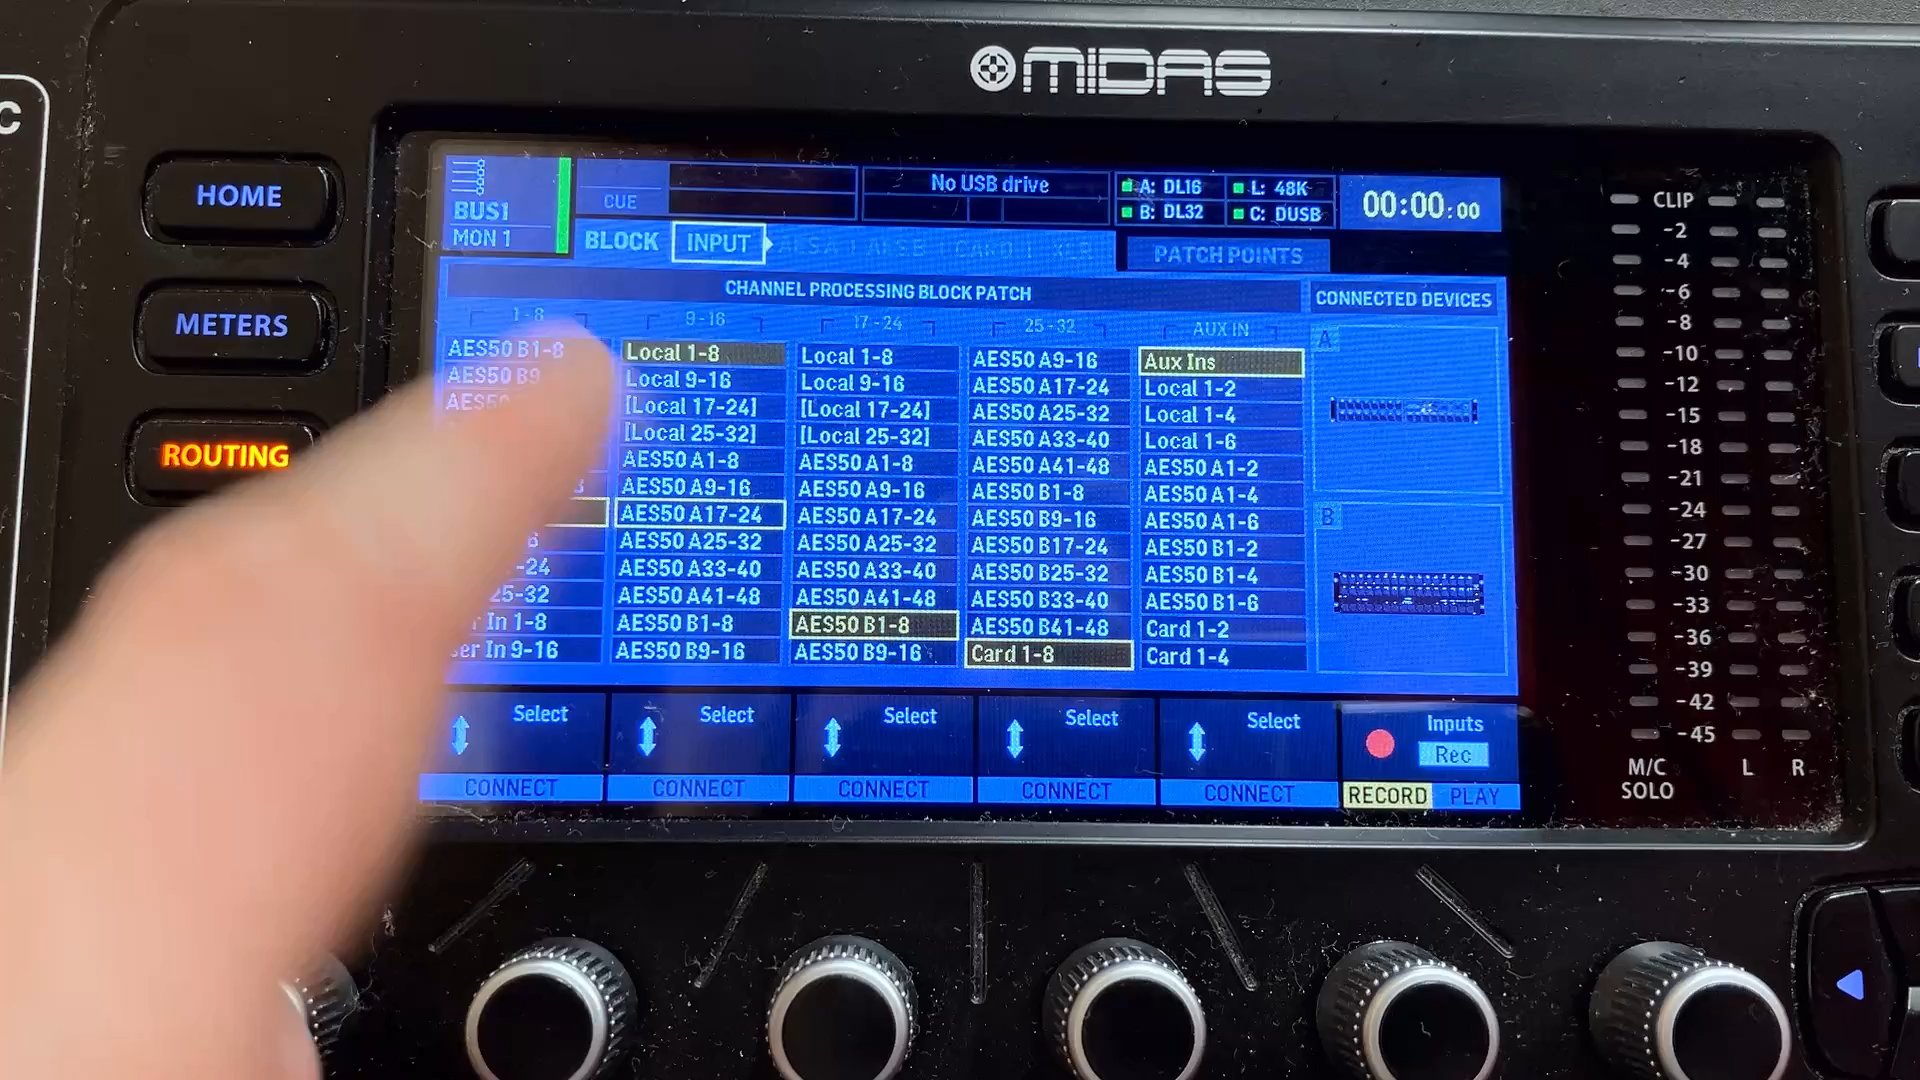 MIDAS
C
HOME
METERS
ROUTING
BUS1
MON 1
CUE
No USB drive
A: DL16
L: 48K
B: DL32
C: DUSB
00:00:00
BLOCK
INPUT
CARD
XLR
PATCH POINTS
CHANNEL PROCESSING BLOCK PATCH
CONNECTED DEVICES
1-8
9-16
17-24
25-32
AUX IN
AES50 B1-8
Local 1-8
Local 1-8
AES50 A9-16
Aux Ins
A
AES50 B9
Local 9-16
Local 9-16
AES50 A17-24
Local 1-2
AES50
[Local 17-24]
[Local 17-24]
AES50 A25-32
Local 1-4
[Local 25-32]
[Local 25-32]
AES50 A33-40
Local 1-6
AES50 A1-8
AES50 A1-8
AES50 A41-48
AES50 A1-2
AES50 A9-16
AES50 A9-16
AES50 B1-8
AES50 A1-4
AES50 A17-24
AES50 A17-24
AES50 B9-16
AES50 A1-6
B
AES50 A25-32
AES50 A25-32
AES50 B17-24
AES50 B1-2
-24
AES50 A33-40
AES50 A33-40
AES50 B25-32
AES50 B1-4
25-32
AES50 A41-48
AES50 A41-48
AES50 B33-40
AES50 B1-6
In 1-8
AES50 B1-8
AES50 B1-8
AES50 B41-48
Card 1-2
In 9-16
AES50 B9-16
AES50 B9-16
Card 1-8
Card 1-4
Select
Select
Select
Select
Select
Inputs
Rec
CONNECT
CONNECT
CONNECT
CONNECT
CONNECT
RECORD
PLAY
CLIP
-2
-4
-6
-8
-10
-12
-15
-18
-21
-24
-27
-30
-33
-36
-39
-42
-45
M/C
SOLO
L
R